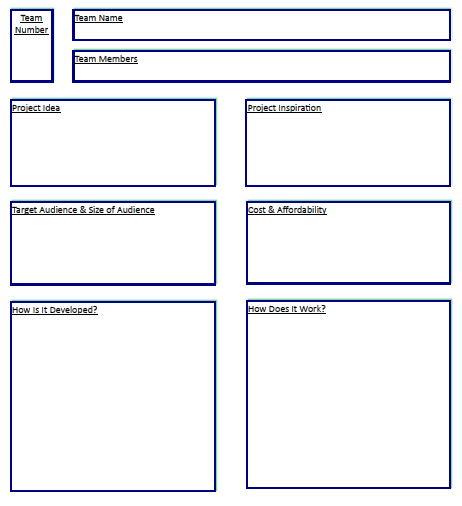 Team
Number
Team Name
Team Members
Project Idea
Project Inspiration
Target Audience & Size of Audience
Cost & Affordability
How Is It Developed?
How Does It Work?